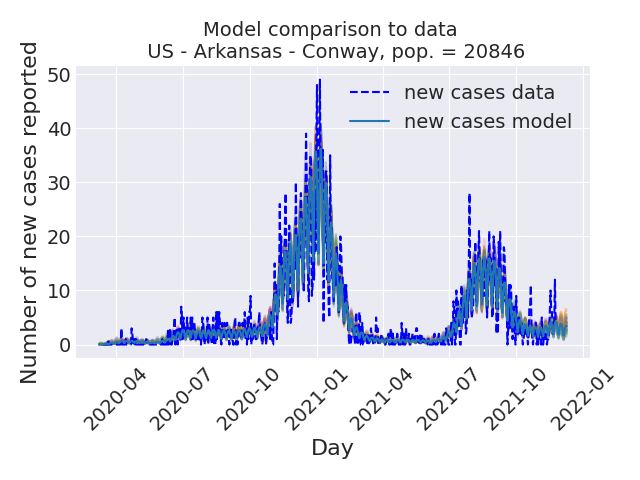 Model comparison to data
US - Arkansas - Conway, pop. = 20846
Number of new cases reported
50
40
30
20
10
0
new cases data
new cases model
2020-04
2020-07
2020-10
2021-01
2021-04
2021-07
2021-10
2022-01
Day